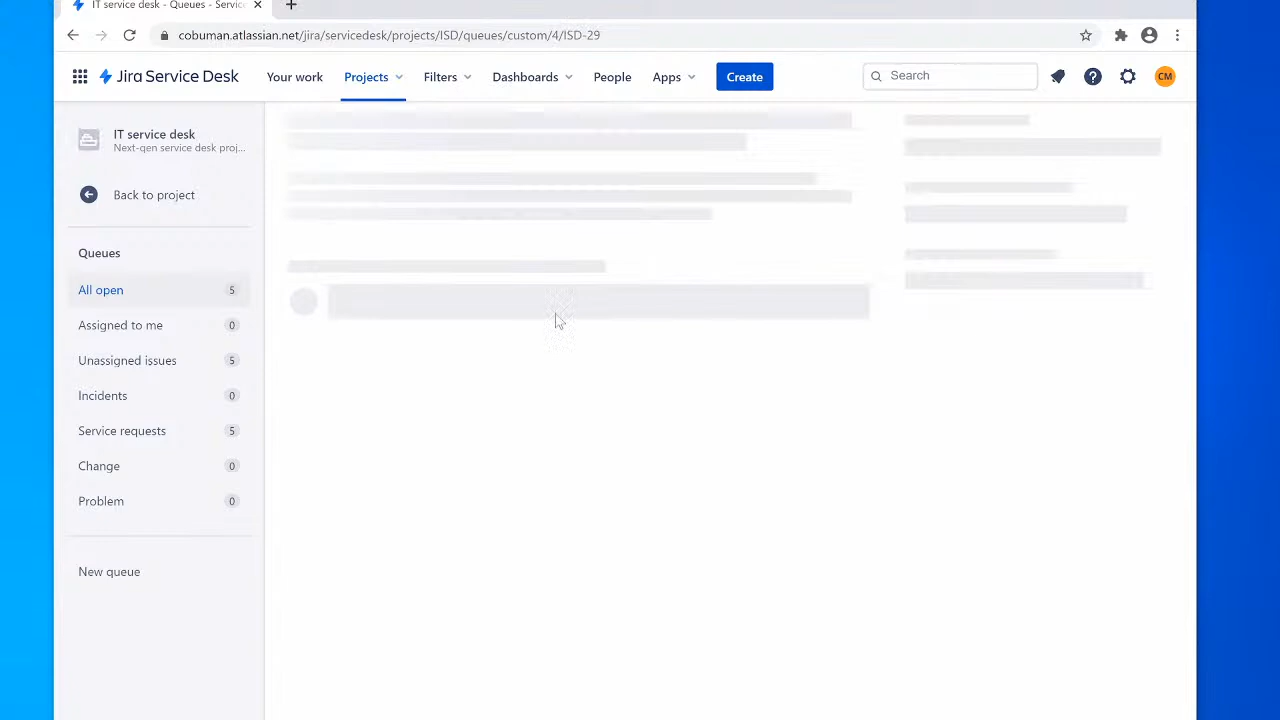 IT service desk - Queues - Servic
cobuman.atlassian.net/jira/servicedesk/projects/ISD/queues/custom/4/ISD-29
Jira Service Desk
Your work
Projects
Filters
Dashboards
People
Apps
Create
Search
CM
IT service desk
Next-gen service desk proj...
Back to project
Queues
All open 5
Assigned to me 0
Unassigned issues 5
Incidents 0
Service requests 5
Change 0
Problem 0
New queue